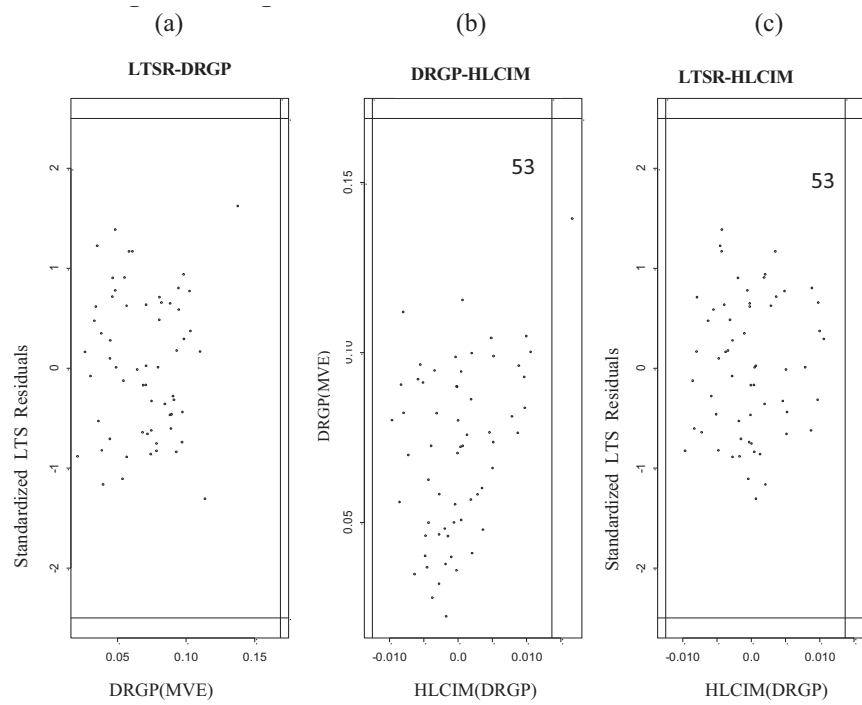 (a)
LTSR-DRGP
Standardized LTS Residuals
2
1
0
-1
-2
0.05 0.10 0.15
DRGP(MVE)
(b)
DRGP-HLCIM
53
DRGP(MVE)
0.15
0.10
0.05
-0.010 0.0 0.010
HLCIM(DRGP)
(c)
LTSR-HLCIM
53
Standardized LTS Residuals
2
1
0
-1
-2
-0.010 0.0 0.010
HLCIM(DRGP)